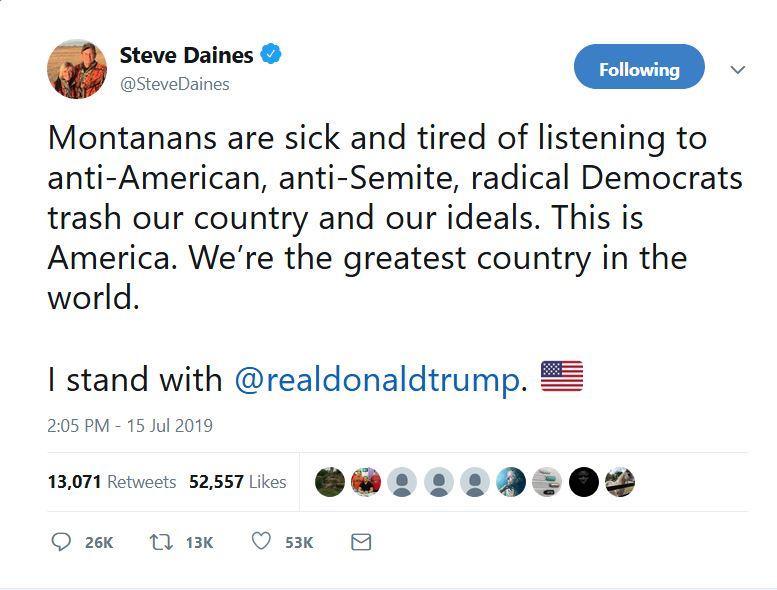 Steve Daines
@SteveDaines
Following
Montanans are sick and tired of listening to
anti-American, anti-Semite, radical Democrats
trash our country and our ideals. This is
America. We’re the greatest country in the
world.
I stand with @realdonaldtrump. 🇺🇸
2:05 PM - 15 Jul 2019
13,071 Retweets 52,557 Likes
26K 13K 53K